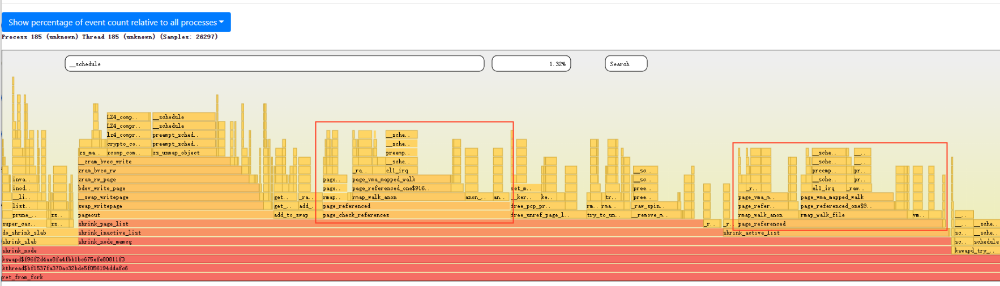 Show percentage of event count relative to all processes
Process 185 (unknown) Thread 185 (unknown) (Samples: 26297)
__schedule 1.32% Search
LZ4_comp.. __schedule
LZ4_compr.. __schedule __sche..
lz4_compr.. preempt_sched.. __sche..
crypto_co.. preempt_sched.. __sche.. __..
zs_ma.. zcomp_com.. zs_unmap_object preemp.. __sche.. __..
__zram_bvec_write __sche.. preemp.. pr..
zram_bvec_rw _ra.. el1_irq __sc.. __sche.. pr..
inva.. zram_rw_page page.. page_vma_mapped_walk __sc.. _r.. el1_irq _raw..
inod.. bdev_write_page page.. page_referenced_one$916.. set_m.. pree..
__li.. __swap_writepage get.. _ra.. rmap.. rmap_walk_anon anon_.. an.. __ker.. ke.. tr.. pree.. page_vma_m.. page_vma_mapped_walk
list.. swap_writepage get_.. add_.. page_referenced free_pcp_pr.. rm.. rma.. _raw_spin.. page_refer.. page_referenced_one$9..
prune_.. zs.. pageout add_to_swap page_check_references free_unref_page_l.. try_to_un.. __remove_m.. rmap_walk_anon rmap_walk_file vm.. __..
super_cac.. zs.. shrink_page_list _r.. _r.. page_referenced __.. __sche..
do_shrink_slab shrink_inactive_list shrink_active_list sc.. __sche..
shrink_slab shrink_node_memcg sc.. schedule
shrink_node kswapd_try_..
kswapd$f96f2d4ae8fa4fbb1bc675efe80811f3
kthread$bf1537fa370ac32bde5f056194ddafc6
ret_from_fork